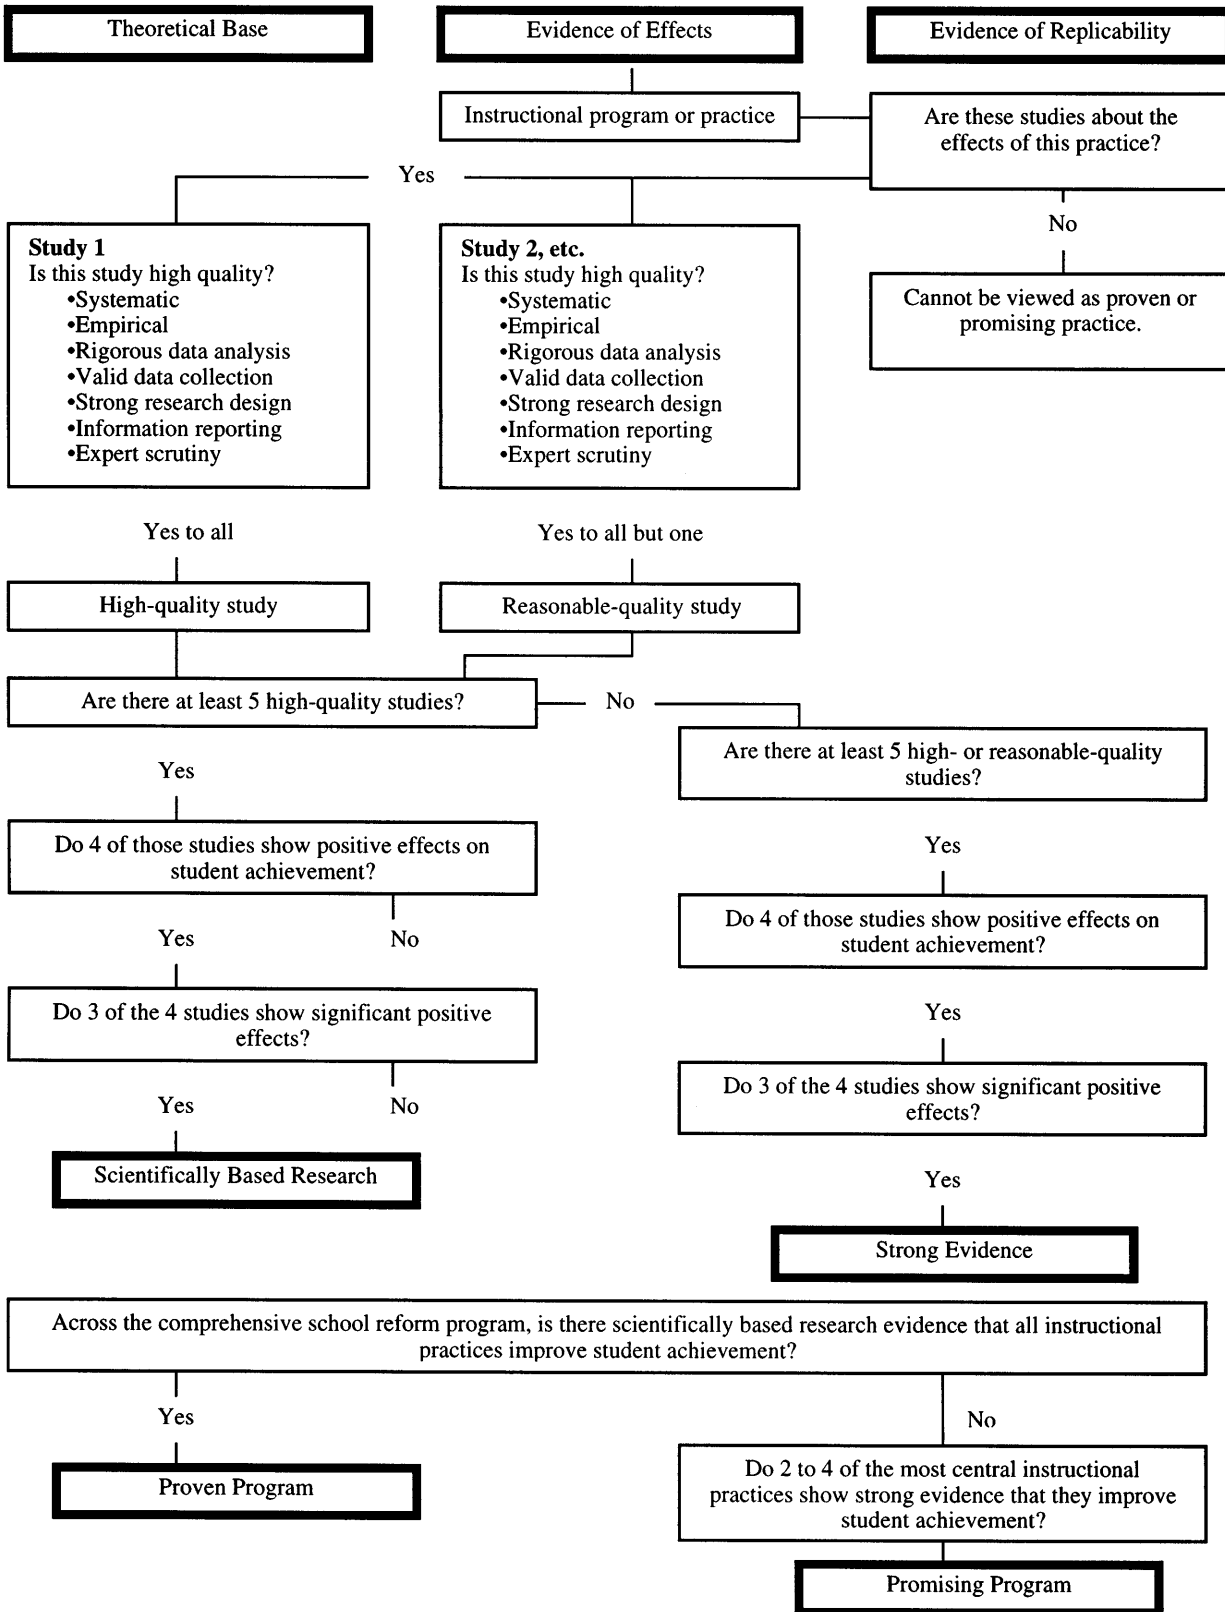 Theoretical Base
Evidence of Effects
Evidence of Replicability
Instructional program or practice
Are these studies about the
effects of this practice?
Yes
No
Cannot be viewed as proven or
promising practice.
Study 1
Is this study high quality?
•Systematic
•Empirical
•Rigorous data analysis
•Valid data collection
•Strong research design
•Information reporting
•Expert scrutiny
Study 2, etc.
Is this study high quality?
•Systematic
•Empirical
•Rigorous data analysis
•Valid data collection
•Strong research design
•Information reporting
•Expert scrutiny
Yes to all
Yes to all but one
High-quality study
Reasonable-quality study
Are there at least 5 high-quality studies?
No
Are there at least 5 high- or reasonable-quality
studies?
Yes
Do 4 of those studies show positive effects on
student achievement?
Yes
No
Do 3 of the 4 studies show significant positive
effects?
Yes
No
Scientifically Based Research
Yes
Do 4 of those studies show positive effects on
student achievement?
Yes
Do 3 of the 4 studies show significant positive
effects?
Yes
Strong Evidence
Across the comprehensive school reform program, is there scientifically based research evidence that all instructional
practices improve student achievement?
Yes
No
Proven Program
Do 2 to 4 of the most central instructional
practices show strong evidence that they improve
student achievement?
Promising Program